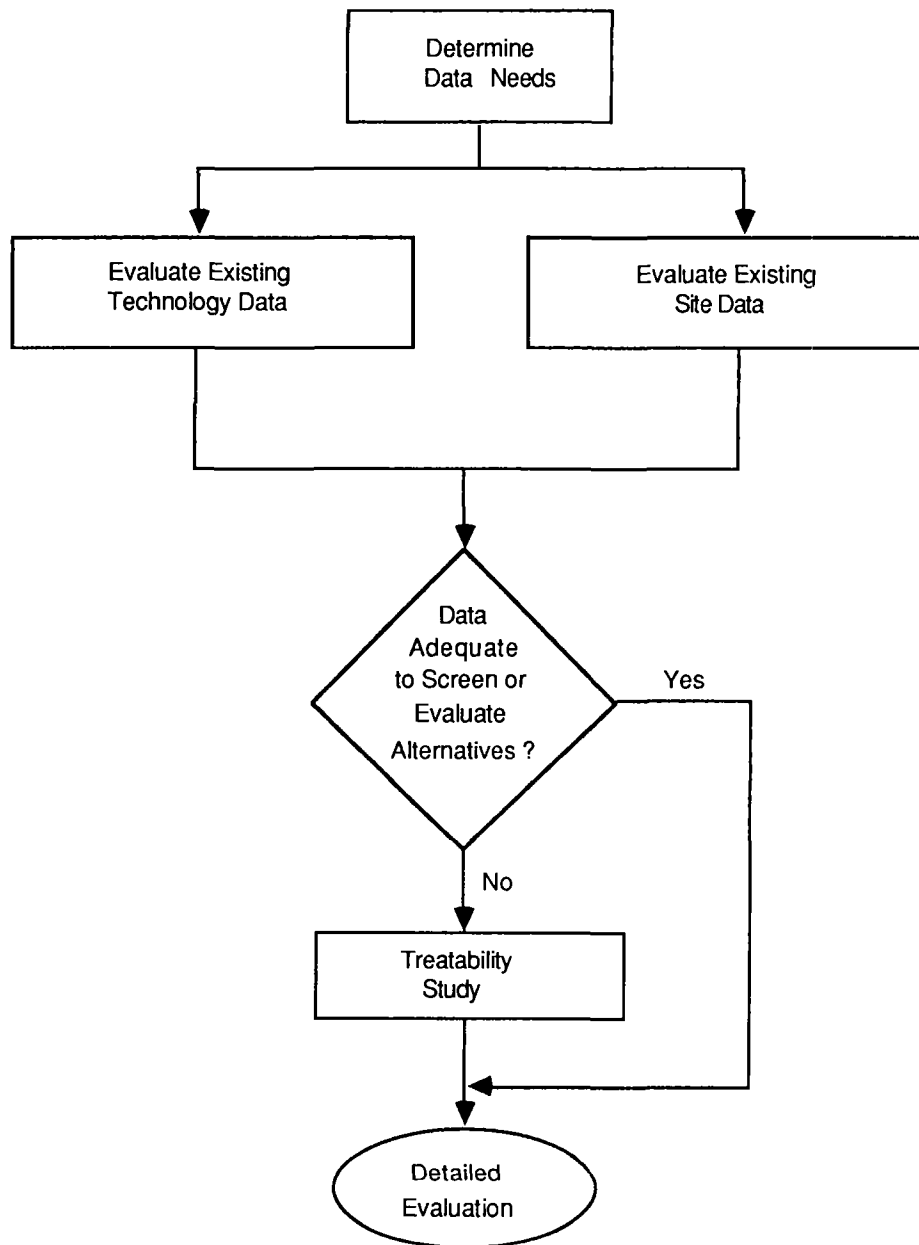 Determine
Data Needs
Evaluate Existing
Technology Data
Evaluate Existing
Site Data
Data
Adequate
to Screen or
Evaluate
Alternatives ?
Yes
No
Treatability
Study
Detailed
Evaluation